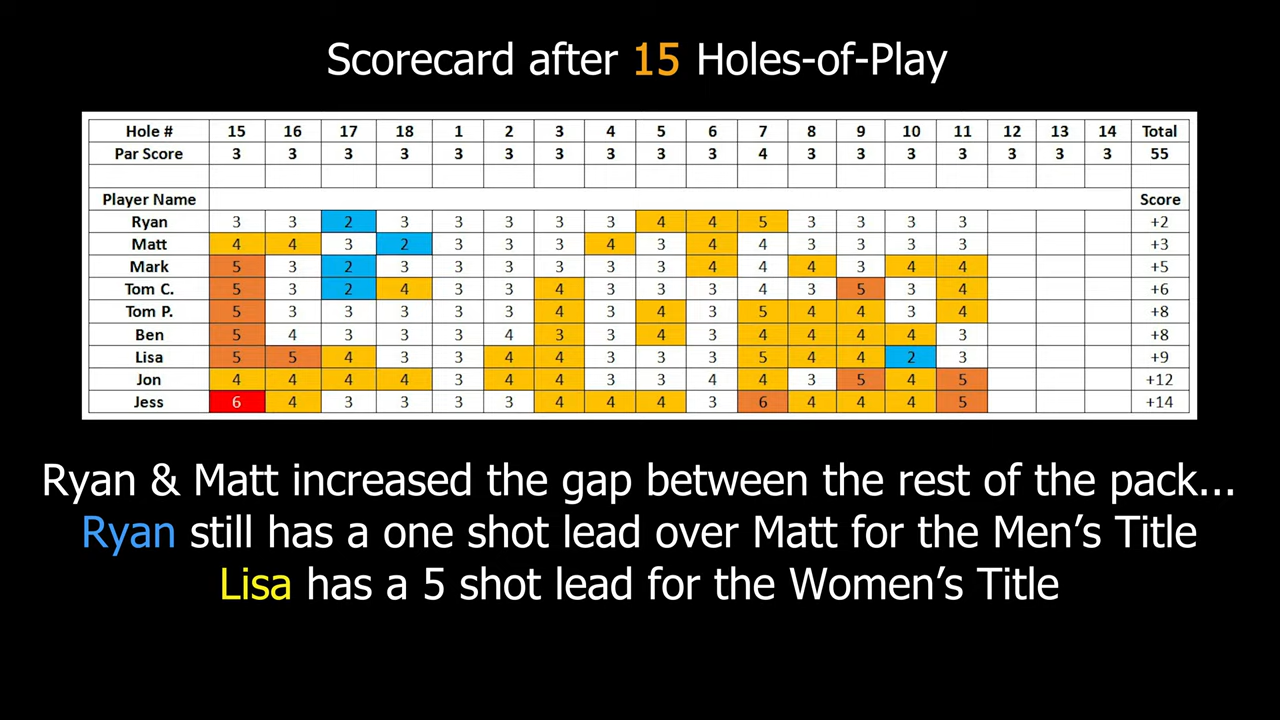 Scorecard after 15 Holes-of-Play
Hole # 15 16 17 18 1 2 3 4 5 6 7 8 9 10 11 12 13 14 Total
Par Score 3 3 3 3 3 3 3 3 3 3 4 3 3 3 3 3 3 3 55
Player Name Score
Ryan 3 3 2 3 3 3 3 3 4 4 5 3 3 3 3 +2
Matt 4 4 3 2 3 3 3 4 3 4 4 3 3 3 3 +3
Mark 5 3 2 3 3 3 3 3 3 4 4 4 3 4 4 +5
Tom C. 5 3 2 4 3 3 4 3 3 3 4 3 5 3 4 +6
Tom P. 5 3 3 3 3 3 4 3 4 3 5 4 4 3 4 +8
Ben 5 4 3 3 3 4 3 3 4 3 4 4 4 4 3 +8
Lisa 5 5 4 3 3 4 4 3 3 3 5 4 4 2 3 +9
Jon 4 4 4 4 3 4 4 3 3 4 4 3 5 4 5 +12
Jess 6 4 3 3 3 3 4 4 4 3 6 4 4 4 5 +14
Ryan & Matt increased the gap between the rest of the pack...
Ryan still has a one shot lead over Matt for the Men’s Title
Lisa has a 5 shot lead for the Women’s Title